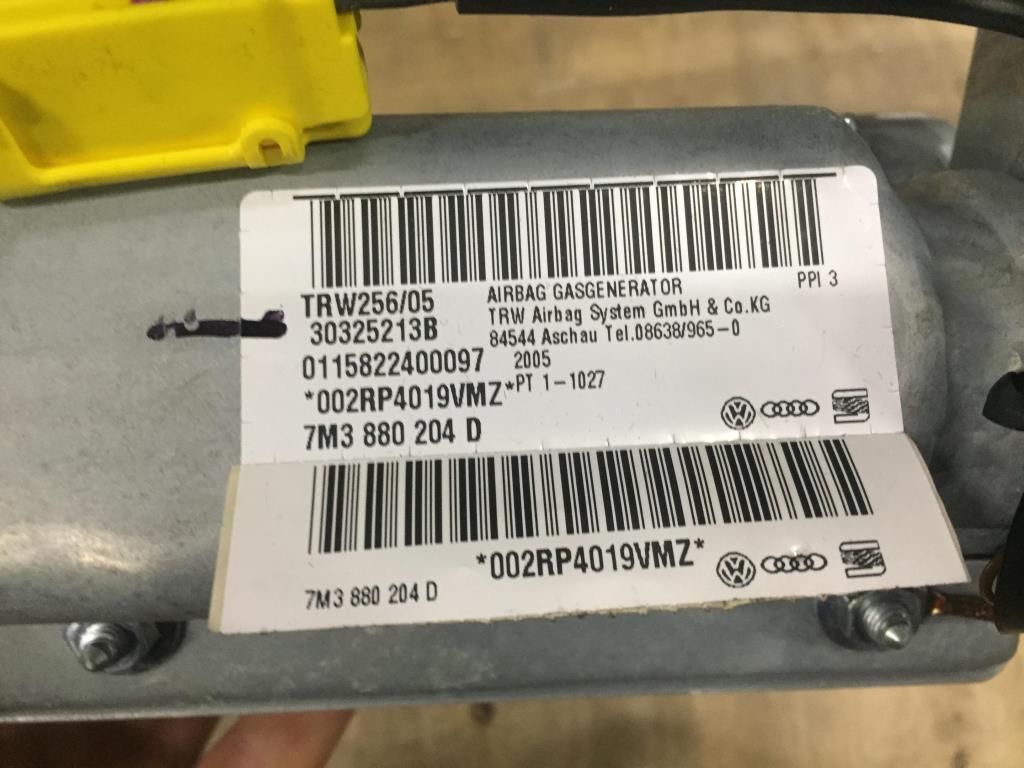 TRW256/05
30325213B
0115822400097
*002RP4019VMZ*
7M3 880 204 D
AIRBAG GASGENERATOR PPI 3
TRW Airbag System GmbH & Co.KG
84544 Aschau Tel.08638/965-0
2005
PT 1-1027
*002RP4019VMZ*
7M3 880 204 D